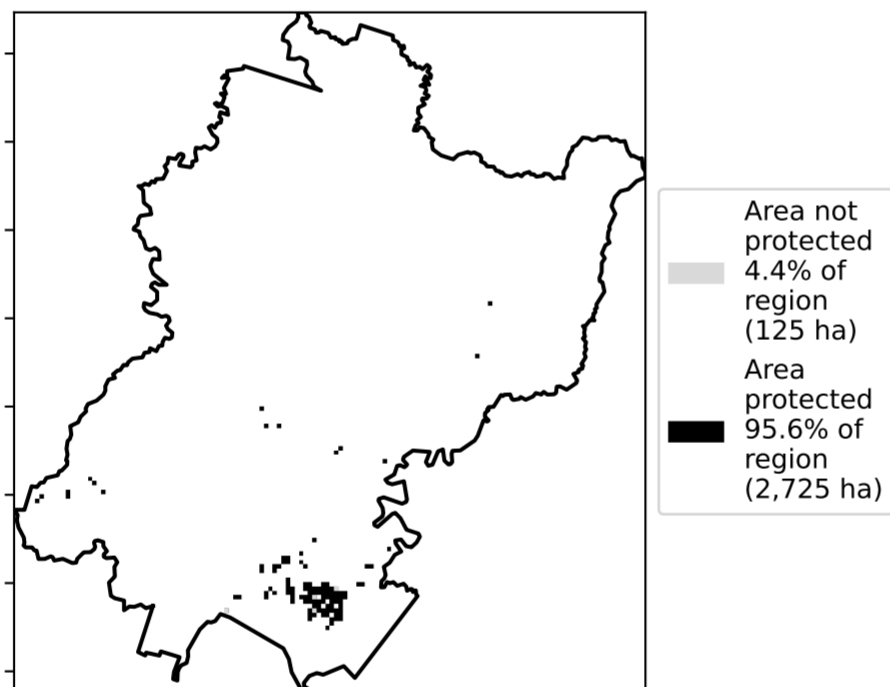 Area not
protected
4.4% of
region
(125 ha)
Area
protected
95.6% of
region
(2,725 ha)